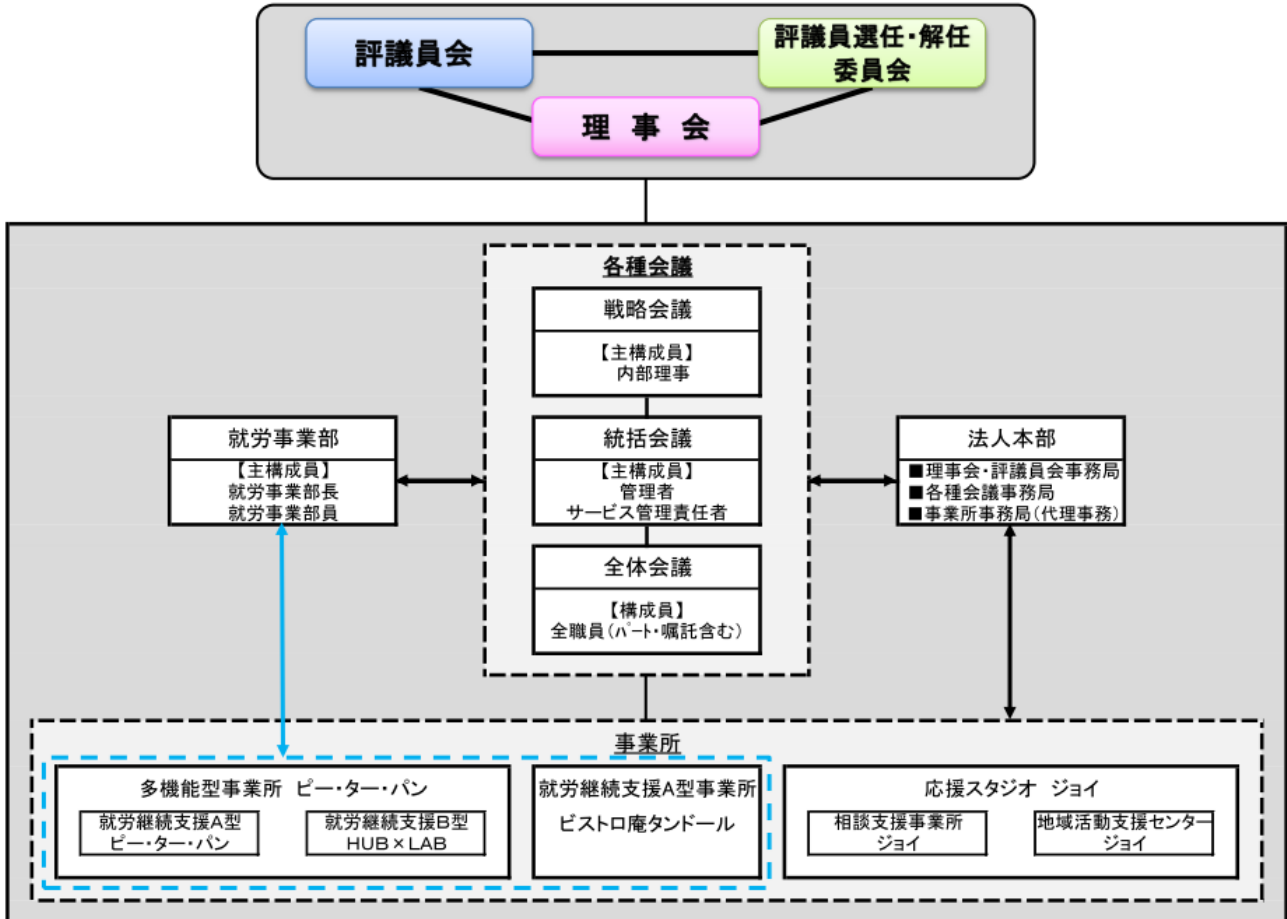 評議員会
評議員選任・解任
委員会
理 事 会
各種会議
戦略会議
【主構成員】
内部理事
就労事業部
【主構成員】
就労事業部長
就労事業部員
統括会議
【主構成員】
管理者
サービス管理責任者
法人本部
■理事会・評議員会事務局
■各種会議事務局
■事業所事務局(代理事務)
全体会議
【構成員】
全職員(パート・嘱託含む)
事業所
多機能型事業所 ピー・ター・パン
就労継続支援A型
ピー・ター・パン
就労継続支援B型
HUB×LAB
就労継続支援A型事業所
ビストロ庵タンドール
応援スタジオ ジョイ
相談支援事業所
ジョイ
地域活動支援センター
ジョイ